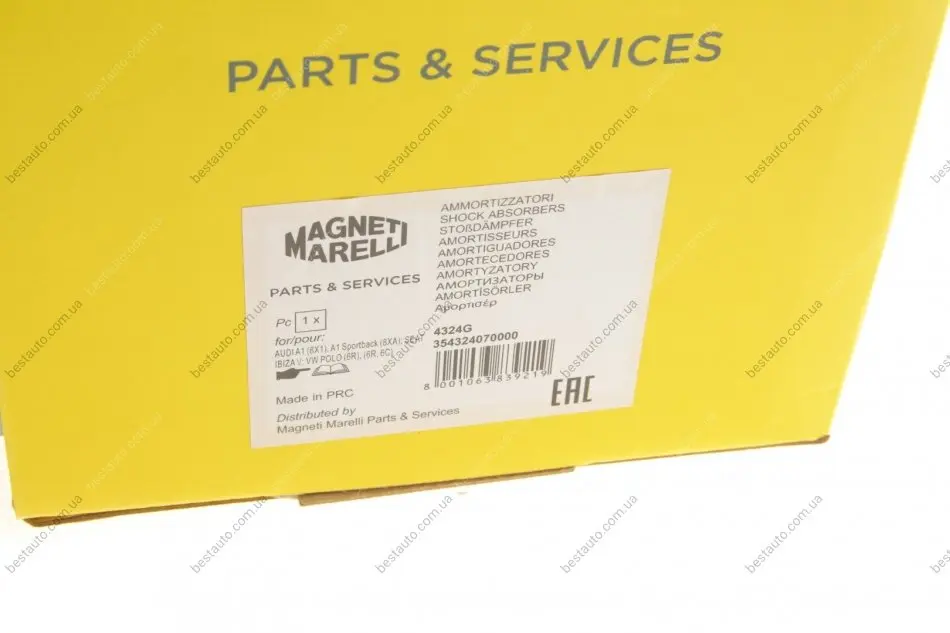 PARTS & SERVICES
MAGNETI
MARELLI
PARTS & SERVICES
AMMORTIZZATORI
SHOCK ABSORBERS
STOßDÄMPFER
AMORTISSEURS
AMORTIGUADORES
AMORTECEDORES
AMORTYZATORY
АМОРТИЗАТОРЫ
AMORTİSÖRLER
Αμορτισέρ
Pc 1 x
for/pour:
AUDI A1 (8X1), A1 Sportback (8XA); SEAT
IBIZA V; VW POLO (6R), (6R, 6C)
4324G
354324070000
8 001063 839219
EAC
Made in PRC
Distributed by
Magneti Marelli Parts & Services
bestauto.com.ua